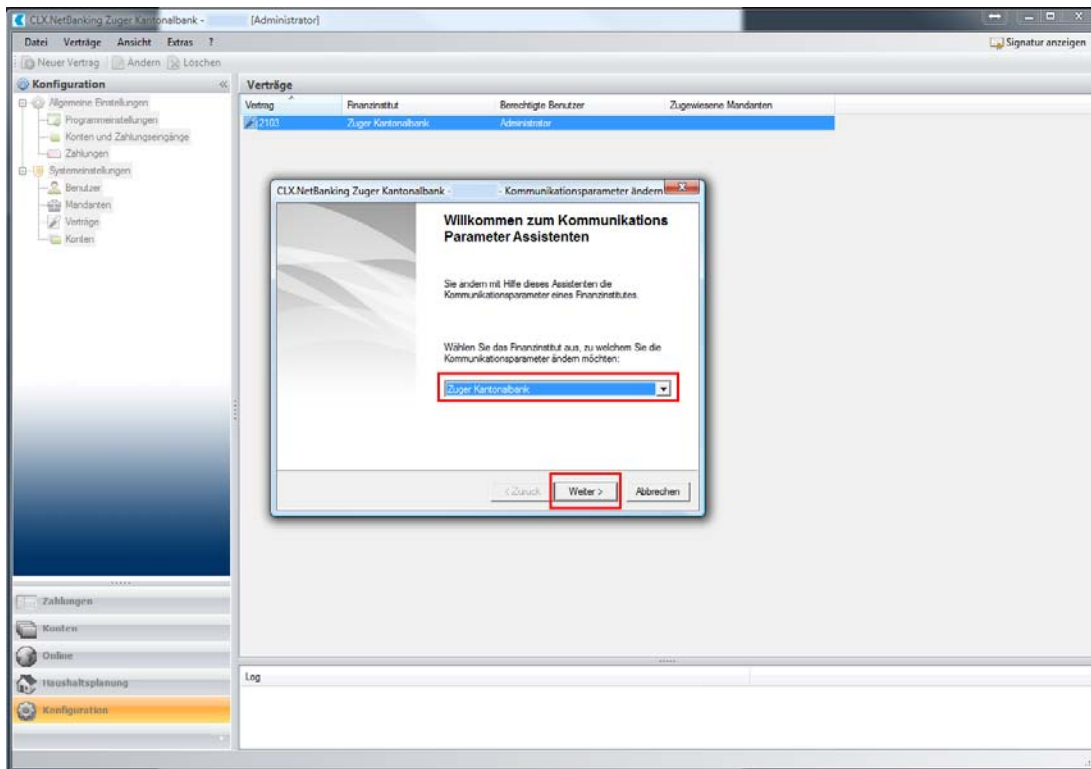 CLX.NetBanking Zuger Kantonalbank - [Administrator]
Datei Verträge Ansicht Extras ?
Signatur anzeigen
Neuer Vertrag Ändern Löschen
Konfiguration
Allgemeine Einstellungen
Programmeinstellungen
Konten und Zahlungseingänge
Zahlungen
Systemeinstellungen
Benutzer
Mandanten
Verträge
Konten
Verträge
Vertrag Finanzinstitut Berechtigte Benutzer Zugewiesene Mandanten
2103 Zuger Kantonalbank Administrator
CLX.NetBanking Zuger Kantonalbank - - Kommunikationsparameter ändern
Willkommen zum Kommunikations
Parameter Assistenten
Sie ändern mit Hilfe dieses Assistenten die
Kommunikationsparameter eines Finanzinstitutes.
Wählen Sie das Finanzinstitut aus, zu welchem Sie die
Kommunikationsparameter ändern möchten:
Zuger Kantonalbank
< Zurück Weiter > Abbrechen
Zahlungen
Konten
Online
Haushaltsplanung
Konfiguration
Log